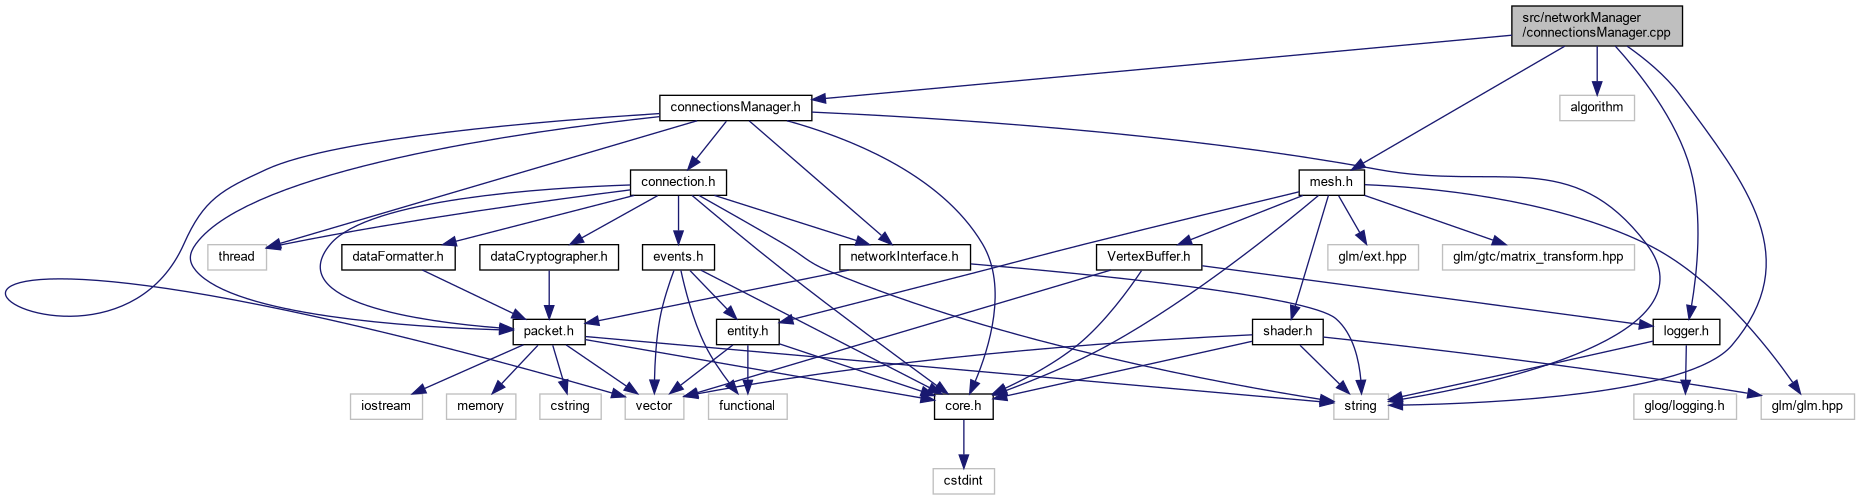 src/networkManager
/connectionsManager.cpp
connectionsManager.h
algorithm
connection.h
mesh.h
thread
dataFormatter.h
dataCryptographer.h
events.h
networkInterface.h
VertexBuffer.h
glm/ext.hpp
glm/gtc/matrix_transform.hpp
packet.h
entity.h
shader.h
logger.h
iostream
memory
cstring
vector
functional
core.h
string
glog/logging.h
glm/glm.hpp
cstdint